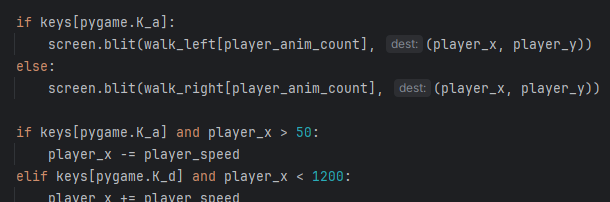 if keys[pygame.K_a]:
    screen.blit(walk_left[player_anim_count], dest: (player_x, player_y))
else:
    screen.blit(walk_right[player_anim_count], dest: (player_x, player_y))

if keys[pygame.K_a] and player_x > 50:
    player_x -= player_speed
elif keys[pygame.K_d] and player_x < 1200:
    player_x += player_speed